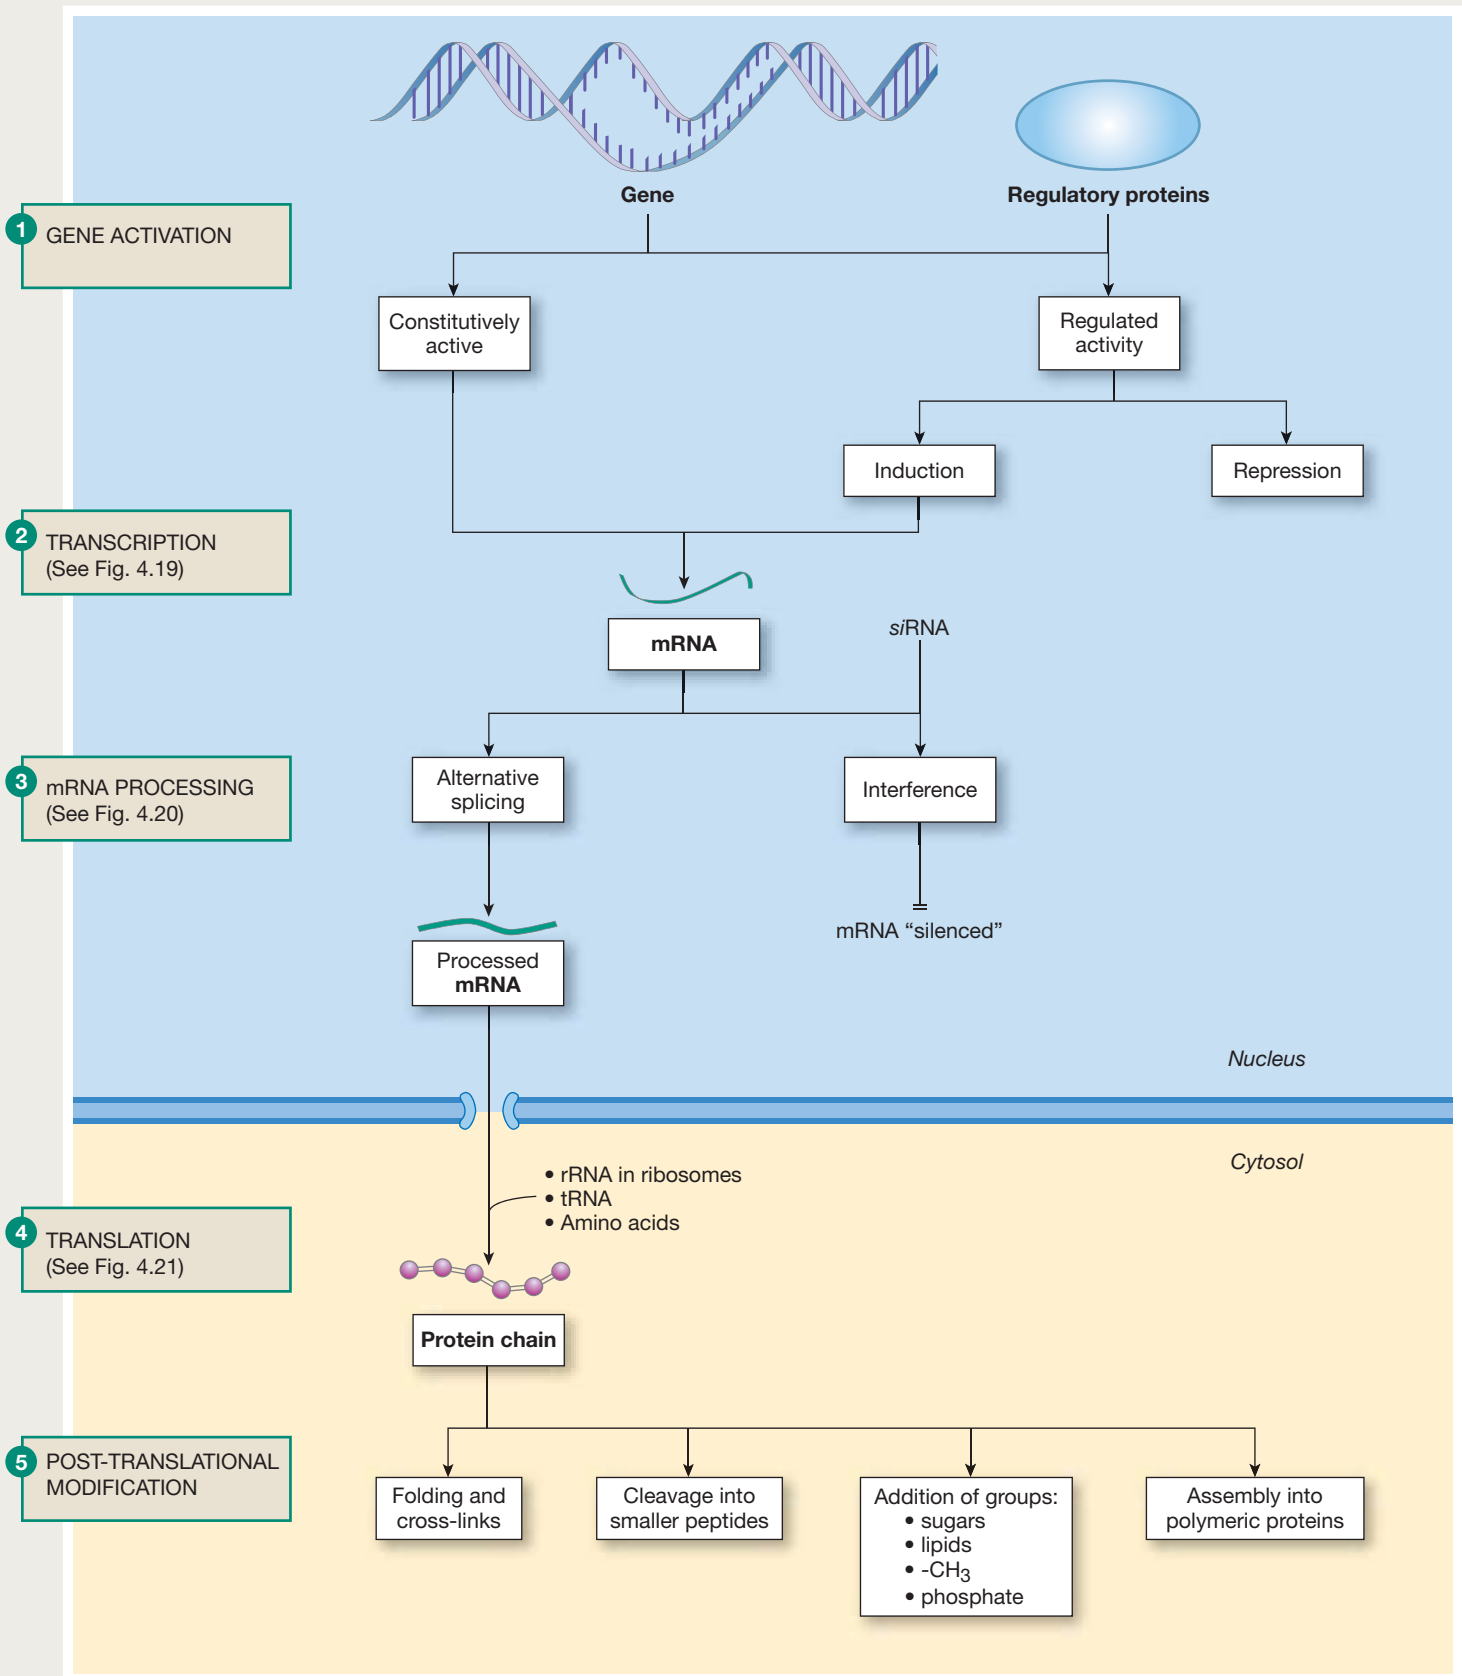 Gene
Regulatory proteins
1
GENE ACTIVATION
Constitutively
active
Regulated
activity
Induction
Repression
2
TRANSCRIPTION
(See Fig. 4.19)
mRNA
siRNA
3
mRNA PROCESSING
(See Fig. 4.20)
Alternative
splicing
Interference
mRNA “silenced”
Processed
mRNA
Nucleus
Cytosol
• rRNA in ribosomes
• tRNA
• Amino acids
4
TRANSLATION
(See Fig. 4.21)
Protein chain
5
POST-TRANSLATIONAL
MODIFICATION
Folding and
cross-links
Cleavage into
smaller peptides
Addition of groups:
• sugars
• lipids
• -CH3
• phosphate
Assembly into
polymeric proteins